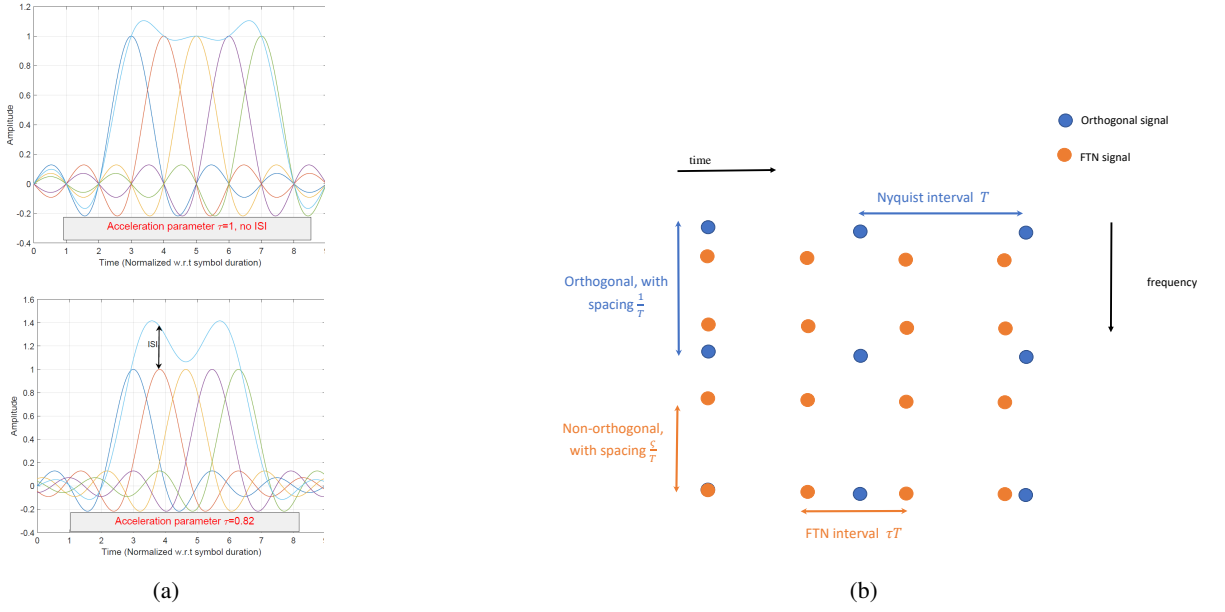 1.2
1
0.8
0.6
0.4
0.2
0
-0.2
-0.4
Amplitude
Acceleration parameter τ=1, no ISI
0 1 2 3 4 5 6 7 8 9
Time (Normalized w.r.t symbol duration)
1.6
1.4
1.2
1
0.8
0.6
0.4
0.2
0
-0.2
-0.4
Amplitude
ISI
Acceleration parameter τ=0.82
0 1 2 3 4 5 6 7 8 9
Time (Normalized w.r.t symbol duration)
(a)
Orthogonal signal
FTN signal
time
Nyquist interval T
Orthogonal, with
spacing 1/T
frequency
Non-orthogonal,
with spacing ς/T
FTN interval τT
(b)